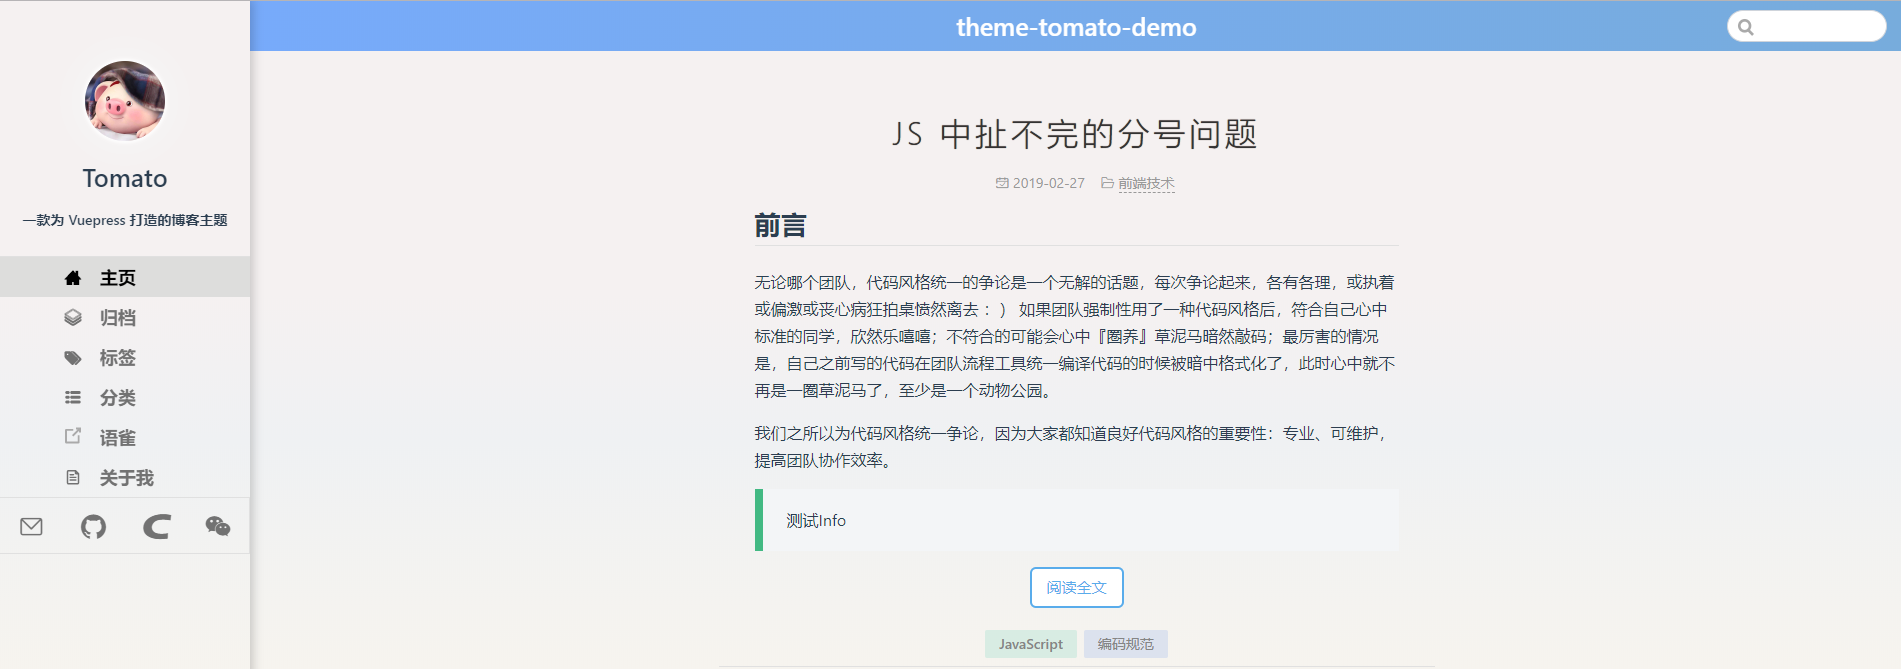 theme-tomato-demo
Tomato
一款为 Vuepress 打造的博客主题
主页
归档
标签
分类
语雀
关于我
JS 中扯不完的分号问题
2019-02-27 前端技术
前言
无论哪个团队，代码风格统一的争论是一个无解的话题，每次争论起来，各有各理，或执着
或偏激或丧心病狂拍桌愤然离去：） 如果团队强制性用了一种代码风格后，符合自己心中
标准的同学，欣然乐嘻嘻；不符合的可能会心中『圈养』草泥马暗然敲码；最厉害的情况
是，自己之前写的代码在团队流程工具统一编译代码的时候被暗中格式化了，此时心中就不
再是一圈草泥马了，至少是一个动物公园。
我们之所以为代码风格统一争论，因为大家都知道良好代码风格的重要性：专业、可维护，
提高团队协作效率。
测试Info
阅读全文
JavaScript 编码规范